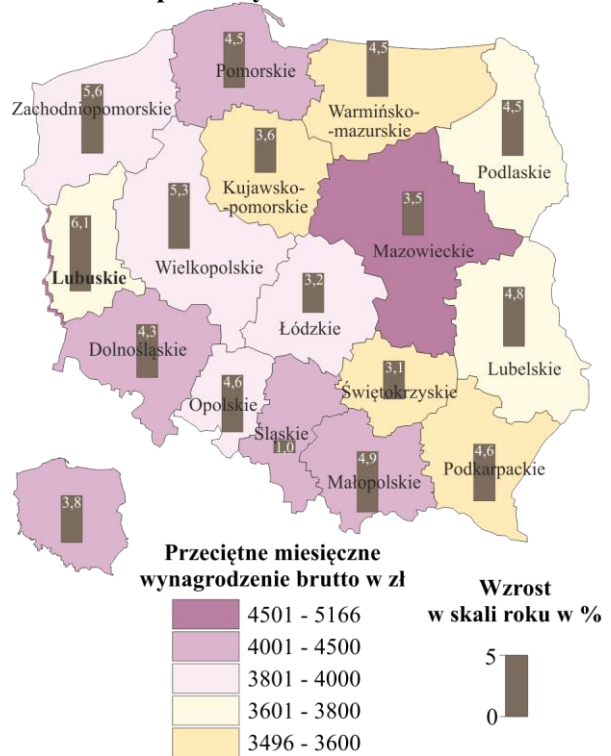 4,5
Pomorskie
4,5
Warmińsko-
-mazurskie
5,6
Zachodniopomorskie
4,5
Podlaskie
3,6
Kujawsko-
-pomorskie
5,3
Wielkopolskie
3,5
Mazowieckie
6,1
Lubuskie
3,2
Łódzkie
4,8
Lubelskie
4,3
Dolnośląskie
4,6
Opolskie
Śląskie
1,0
3,1
Świętokrzyskie
4,9
Małopolskie
4,6
Podkarpackie
3,8
Przeciętne miesięczne
wynagrodzenie brutto w zł
4501 - 5166
4001 - 4500
3801 - 4000
3601 - 3800
3496 - 3600
Wzrost
w skali roku w %
5
0